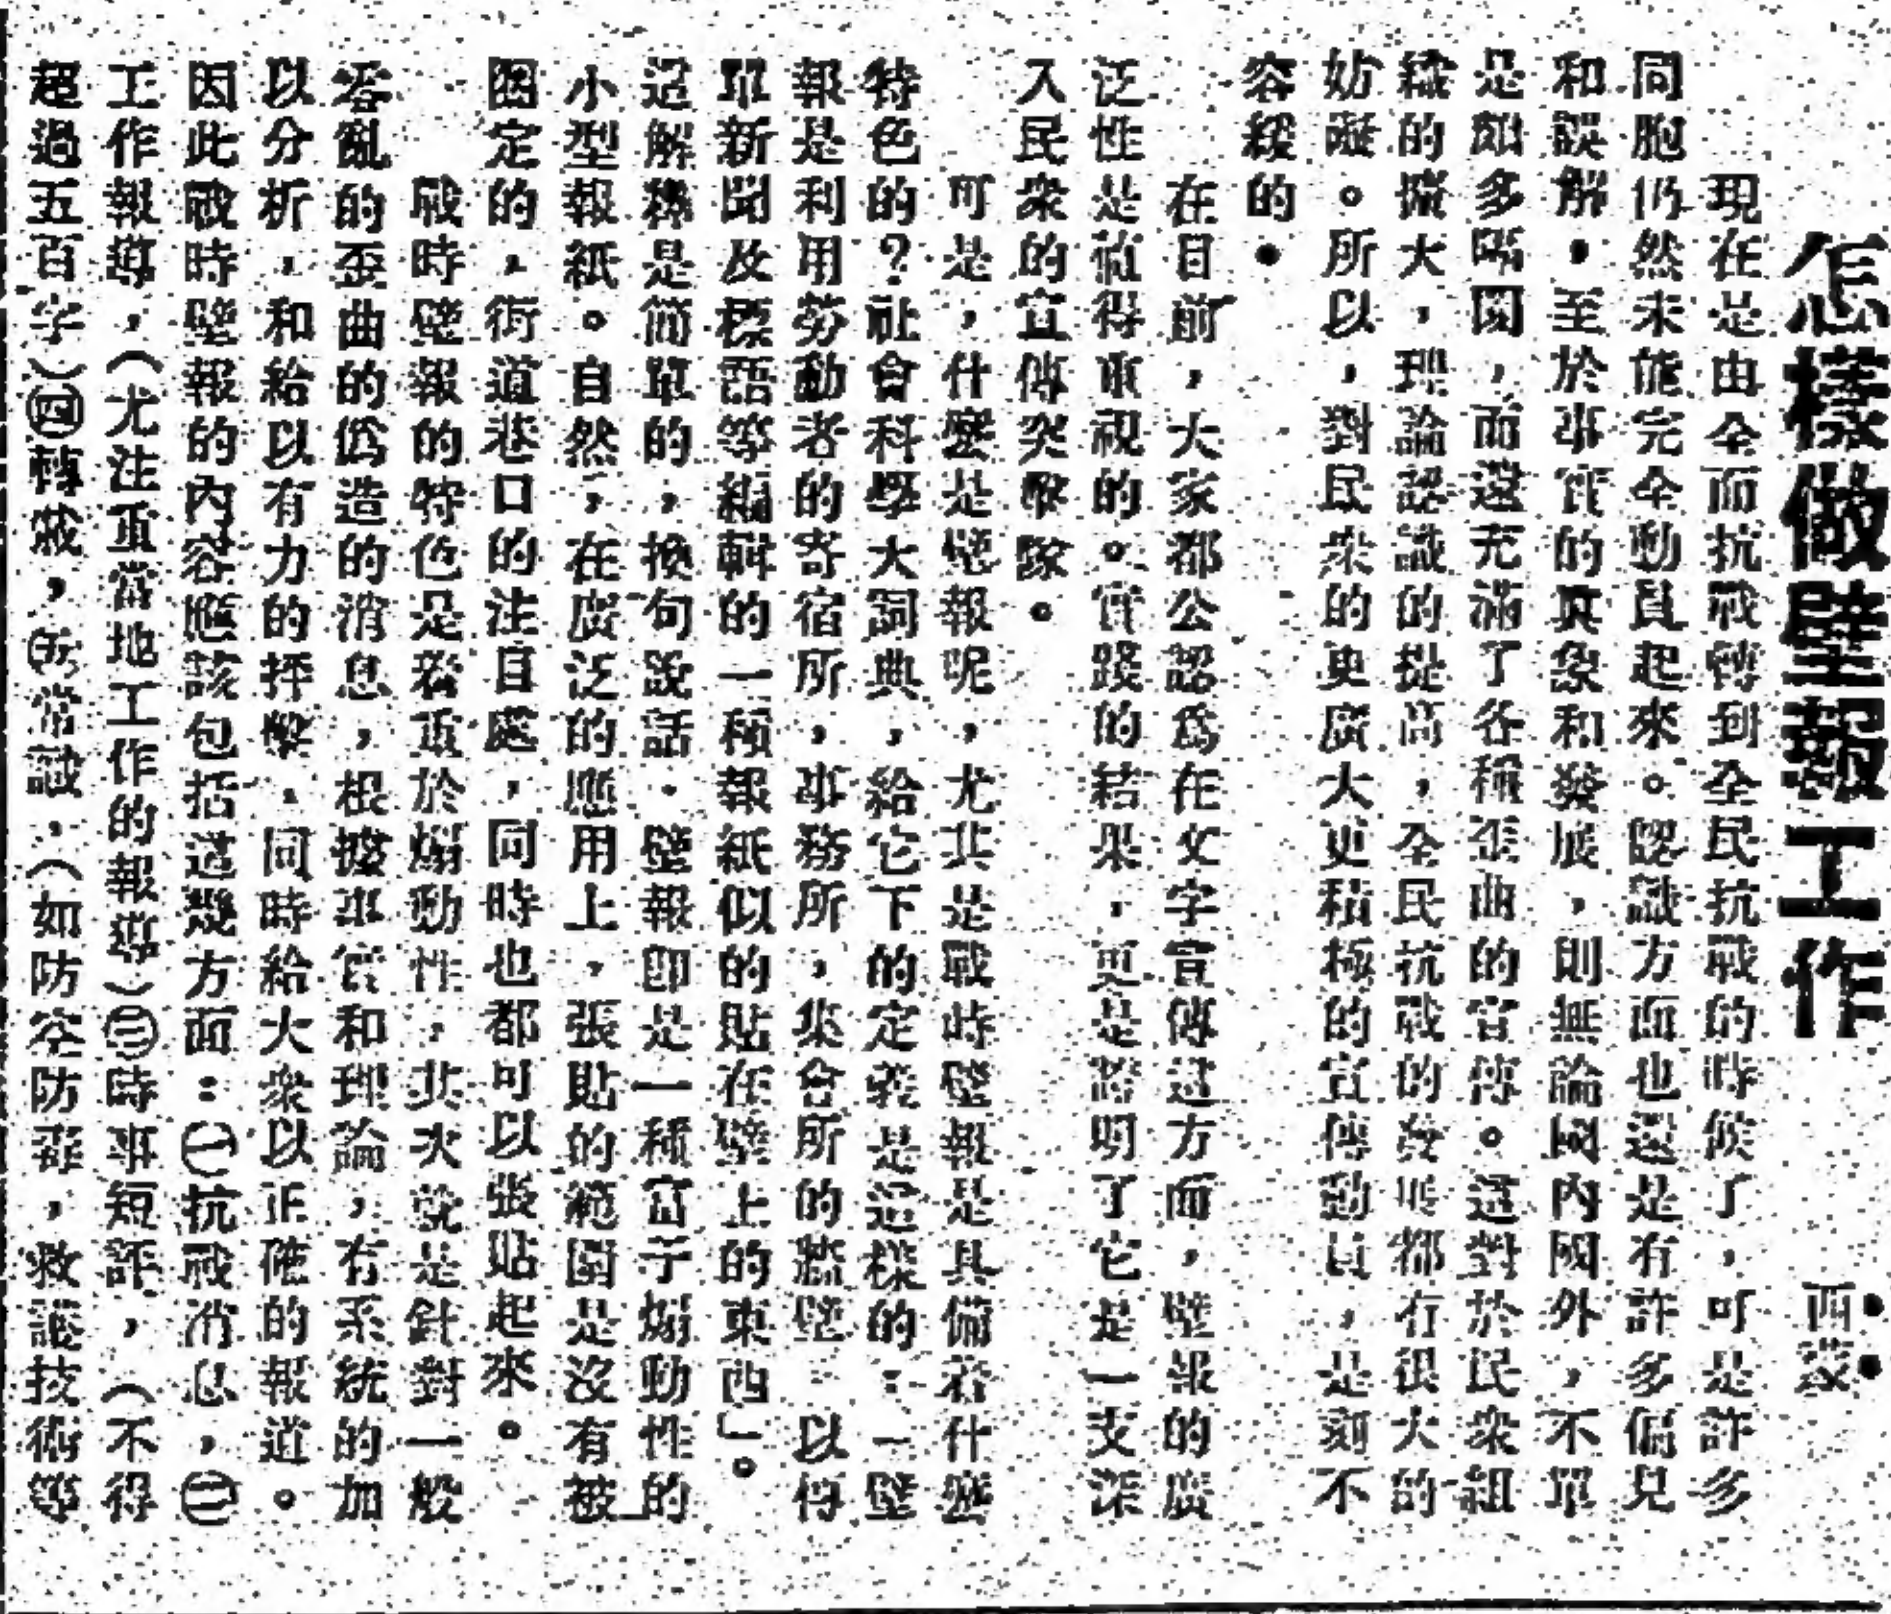 怎樣做壁報工作
西蒙
現在是由全面抗戰轉到全民抗戰的時候了，可是許多
同胞仍然未能完全動員起來。認識方面也還是有許多偏見
和誤解，至於事實的真象和發展，則無論國內國外，不單
是頗多隔閡，而還充滿了各種歪曲的宣傳。這對於民衆組
織的擴大，理論認識的提高，全民抗戰的發展都有很大的
妨礙。所以，對民衆的更廣大更積極的宣傳動員，是刻不
容緩的。
在目前，大家都公認爲在文字宣傳這方面，壁報的廣
泛性是值得重視的。實踐的結果，更是證明了它是一支深
入民衆的宣傳突擊隊。
可是，什麼是壁報呢，尤其是戰時壁報是具備着什麼
特色的？社會科學大詞典，給它下的定義是這樣的：一壁
報是利用勞動者的寄宿所，事務所，集會所的牆壁　以簡
單新聞及標語等編輯的一種報紙似的貼在壁上的東西」。
這解釋是簡單的，換句說話．壁報即是一種富于煽動性的
小型報紙。自然，在廣泛的應用上，張貼的範圍是沒有被
固定的，街道巷口的注目處，同時也都可以張貼起來。
戰時壁報的特色是着重於煽動性，其次就是針對一般
淆亂的歪曲的僞造的消息，根據事實和理論，有系統的加
以分析，和給以有力的抨擊．同時給大衆以正確的報道。
因此戰時壁報的內容應該包括這幾方面：㊀抗戰消息，㊁
工作報導，（尤注重當地工作的報導）㊂時事短評，（不得
超過五百字）㊃轉載，㊄常識，（如防空防毒，救護技術等